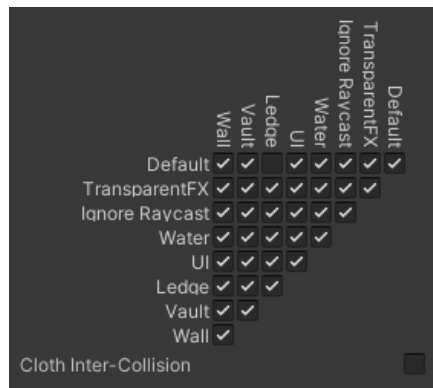 Wall
Vault
Ledge
UI
Water
Ignore Raycast
TransparentFX
Default
Default
TransparentFX
Ignore Raycast
Water
UI
Ledge
Vault
Wall
Cloth Inter-Collision